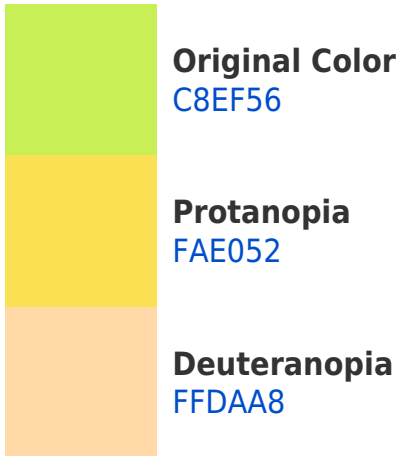 Original Color
C8EF56
Protanopia
FAE052
Deuteranopia
FFDAA8